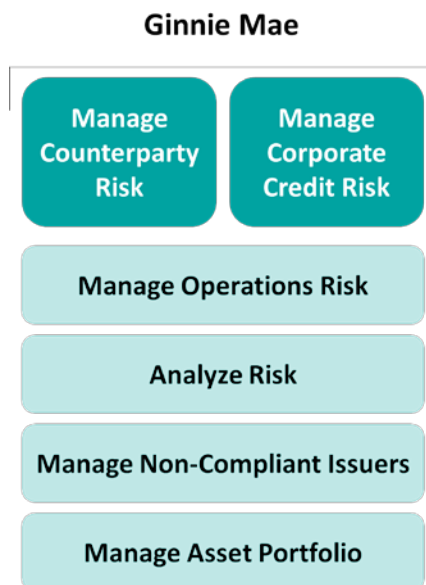 Ginnie Mae
Manage
Counterparty
Risk
Manage
Corporate
Credit Risk
Manage Operations Risk
Analyze Risk
Manage Non-Compliant Issuers
Manage Asset Portfolio